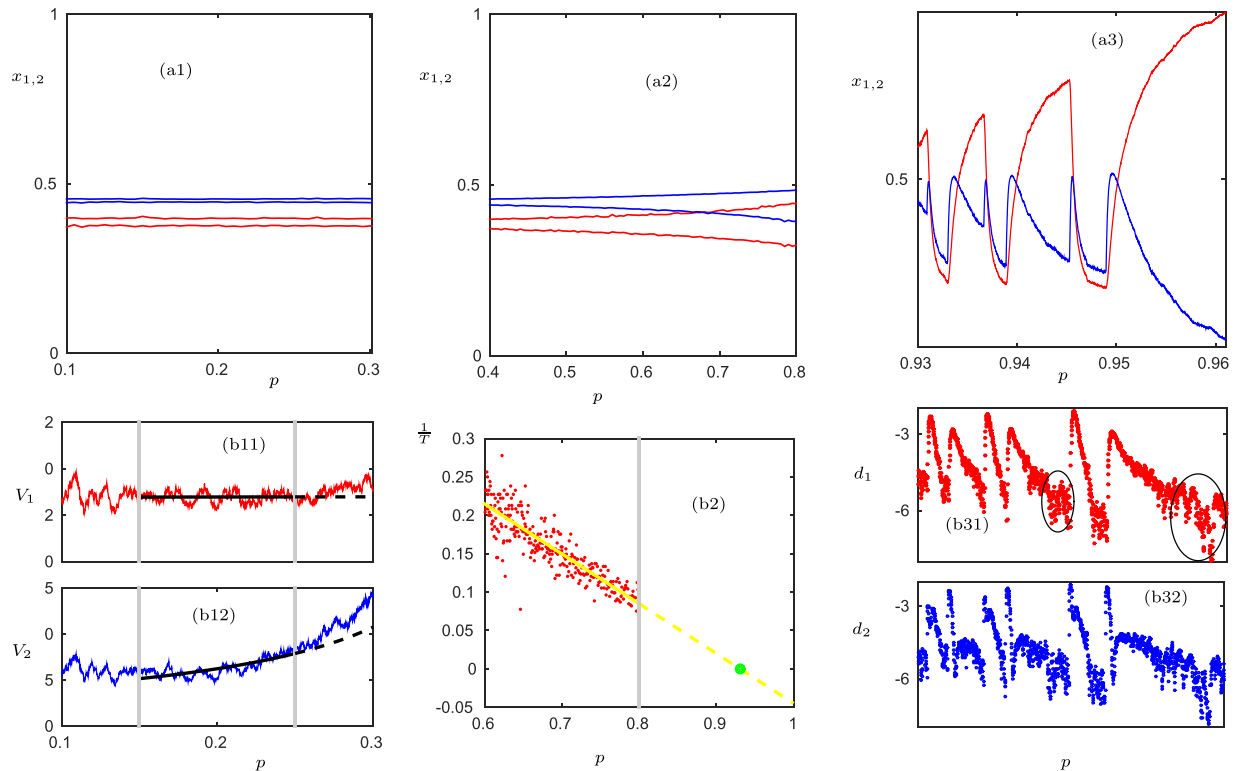 1
x1,2
(a1)
0.5
0
0.1
0.2
0.3
p
1
x1,2
(a2)
0.5
0
0.4
0.5
0.6
0.7
0.8
p
(a3)
x1,2
0.5
0.93
0.94
0.95
0.96
p
2
(b11)
0
V1
2
0
5
(b12)
0
V2
5
0
0.1
0.2
0.3
p
1/T
0.3
0.25
(b2)
0.2
0.15
0.1
0.05
0
-0.05
0.6
0.7
0.8
0.9
1
p
-3
d1
-6
(b31)
-3
(b32)
d2
-6
p